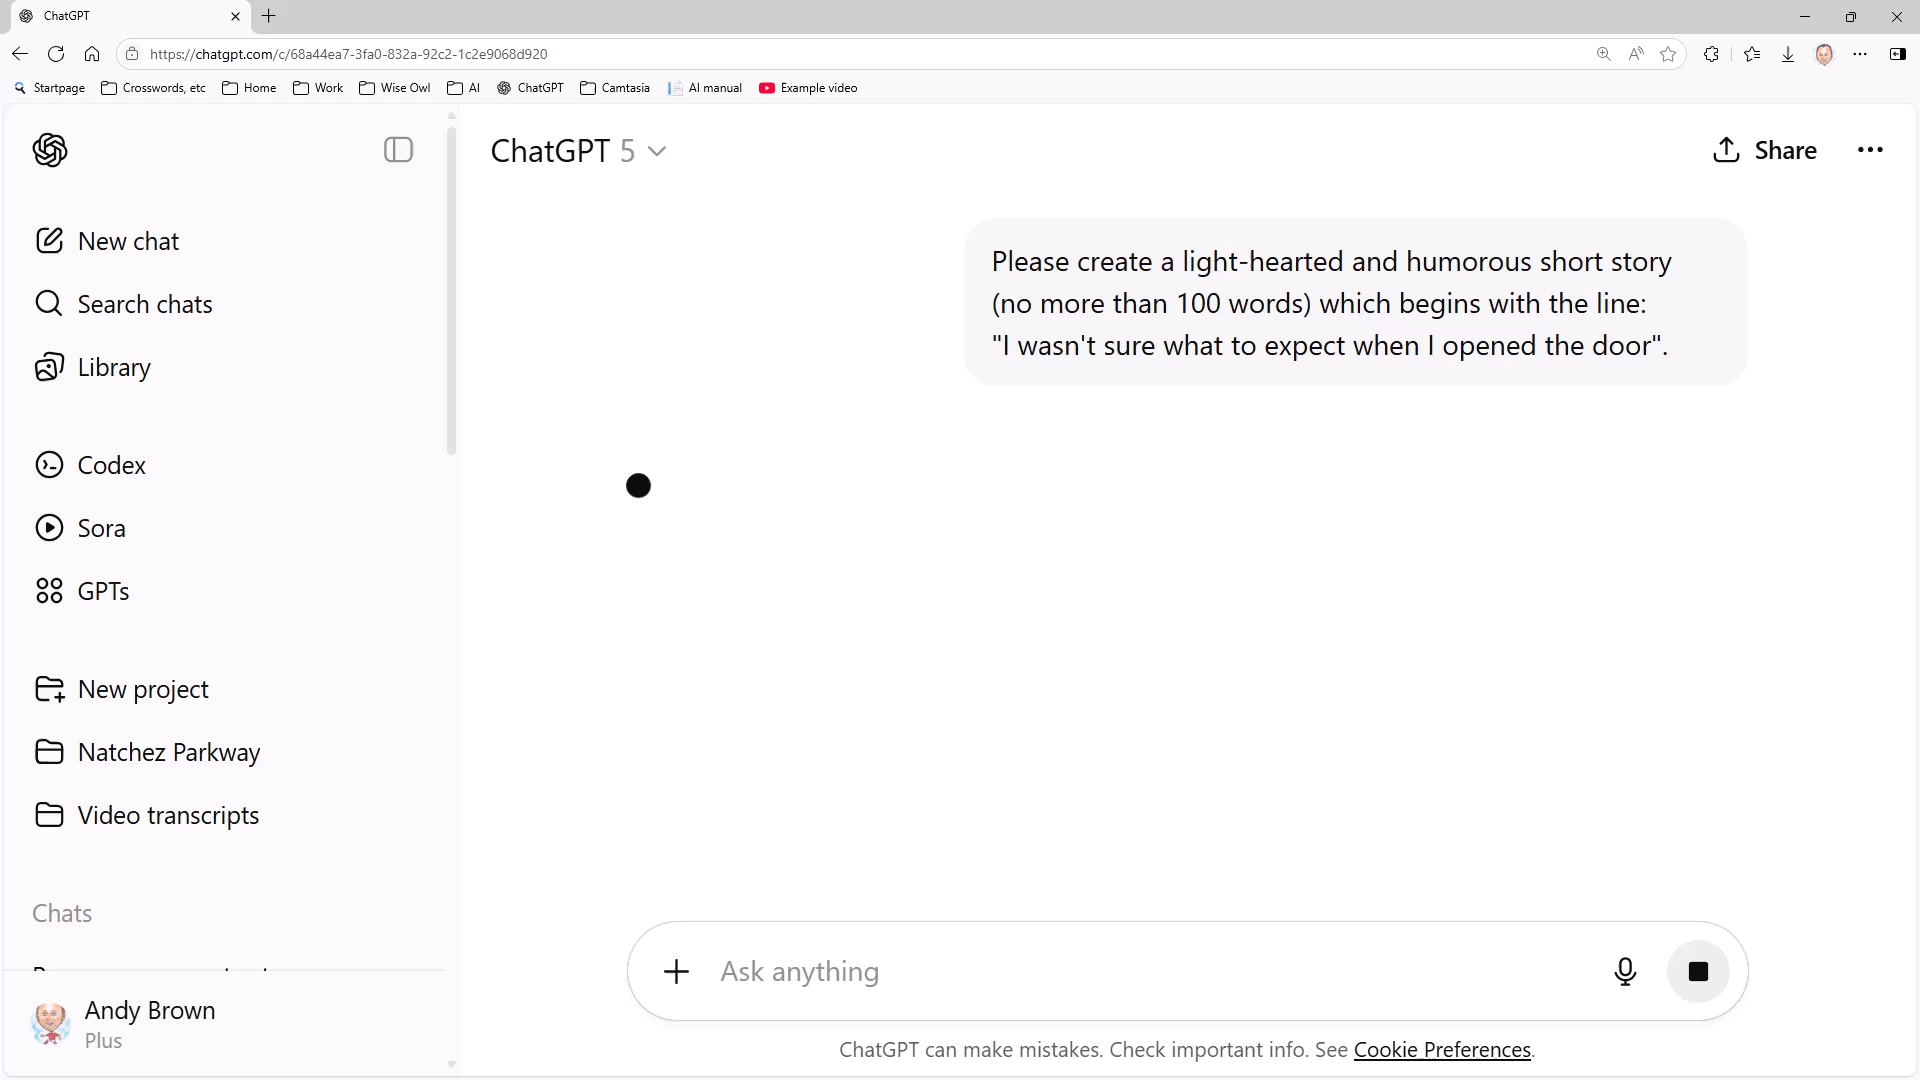 ChatGPT
https://chatgpt.com/c/68a44ea7-3fa0-832a-92c2-1c2e9068d920
Startpage
Crosswords, etc
Home
Work
Wise Owl
AI
ChatGPT
Camtasia
AI manual
Example video
ChatGPT 5
Share
New chat
Search chats
Library
Codex
Sora
GPTs
New project
Natchez Parkway
Video transcripts
Chats
Andy Brown
Plus
Please create a light-hearted and humorous short story
(no more than 100 words) which begins with the line:
"I wasn't sure what to expect when I opened the door".
Ask anything
ChatGPT can make mistakes. Check important info. See Cookie Preferences.